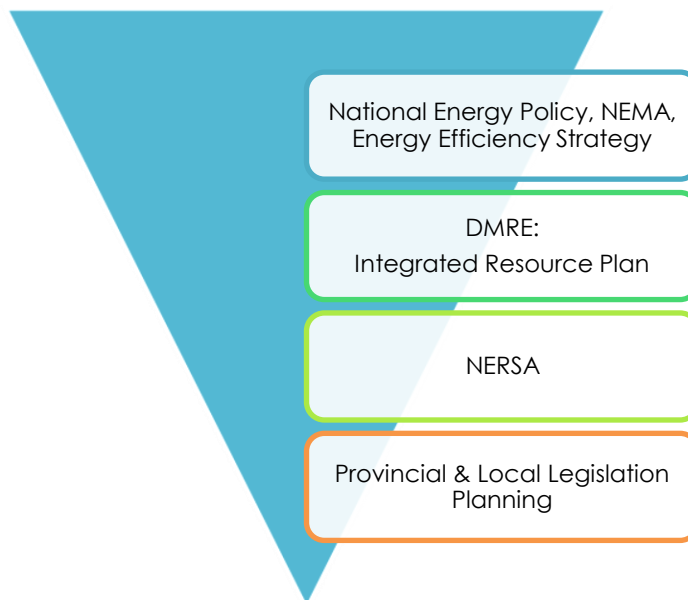 National Energy Policy, NEMA,
Energy Efficiency Strategy
DMRE:
Integrated Resource Plan
NERSA
Provincial & Local Legislation
Planning